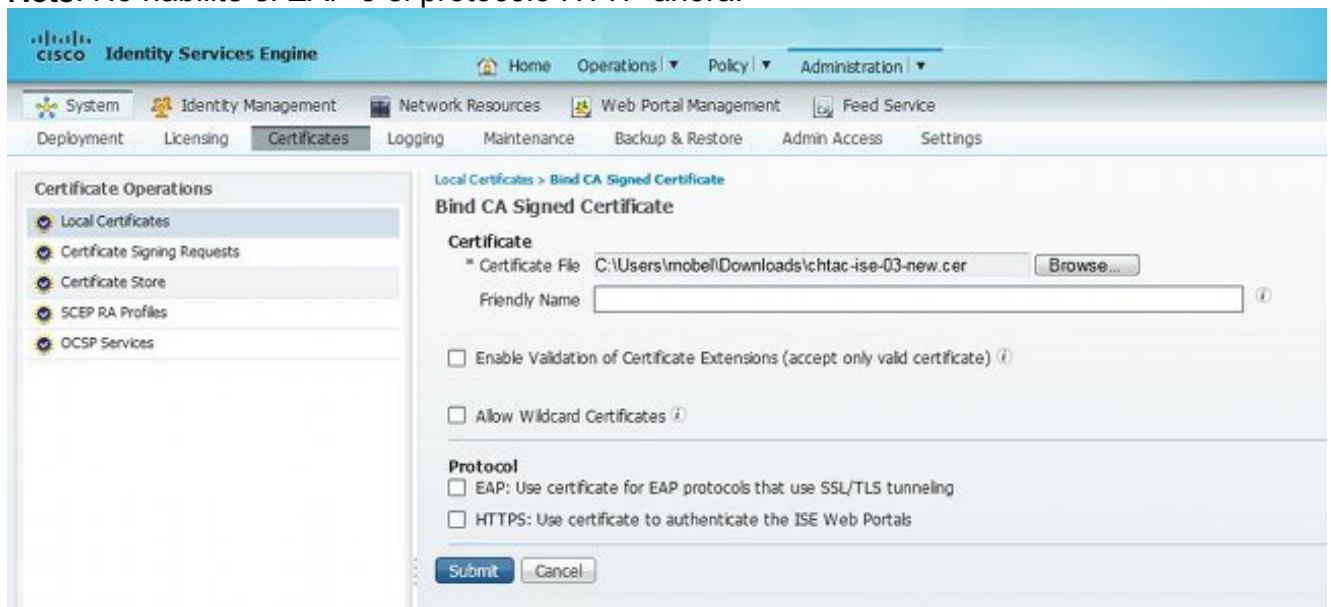 Nota: No habilite el EAP o el protocolo HTTP ahora.
CISCO Identity Services Engine
Home Operations Policy Administration
System Identity Management Network Resources Web Portal Management Feed Service
Deployment Licensing Certificates Logging Maintenance Backup & Restore Admin Access Settings
Certificate Operations
Local Certificates
Certificate Signing Requests
Certificate Store
SCEP RA Profiles
OCSP Services
Local Certificates > Bind CA Signed Certificate
Bind CA Signed Certificate
Certificate
* Certificate File C:\Users\mobel\Downloads\chtac-ise-03-new.cer Browse...
Friendly Name
Enable Validation of Certificate Extensions (accept only valid certificate)
Allow Wildcard Certificates
Protocol
EAP: Use certificate for EAP protocols that use SSL/TLS tunneling
HTTPS: Use certificate to authenticate the ISE Web Portals
Submit Cancel